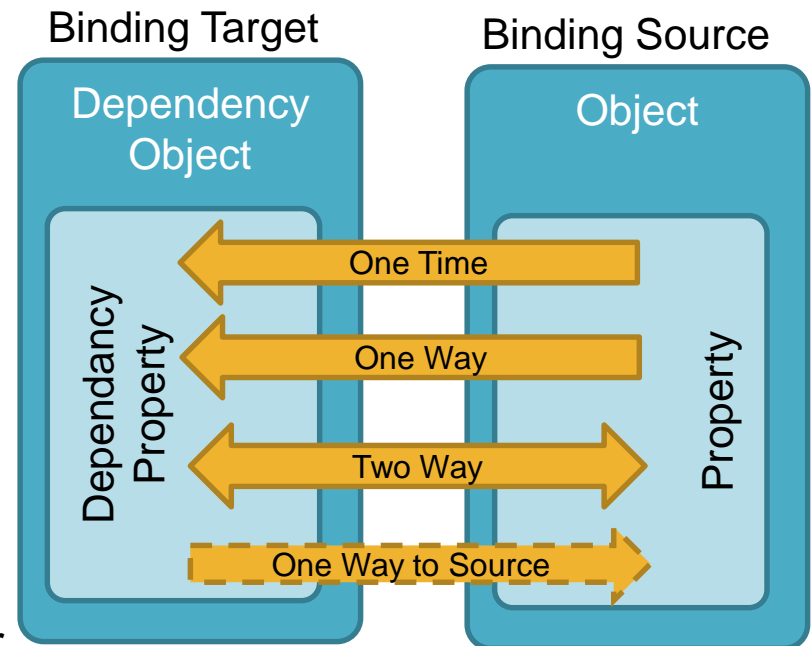 Binding Target
Binding Source
Dependency
Object
Object
Dependancy
Property
One Time
One Way
Two Way
One Way to Source
Property